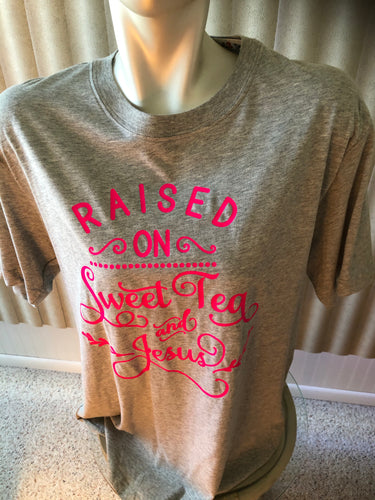 RAISED
ON
Sweet Tea
and
Jesus